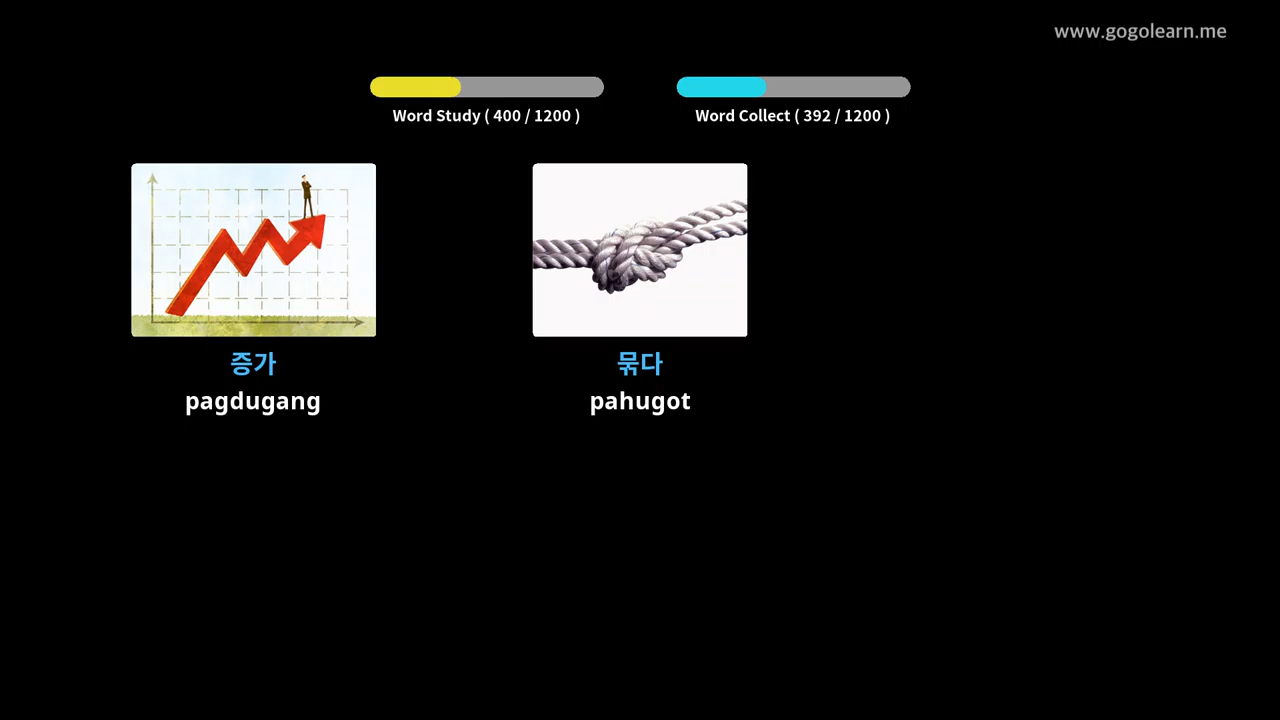 www.gogolearn.me
Word Study ( 400 / 1200 )
Word Collect ( 392 / 1200 )
증가
pagdugang
묶다
pahugot